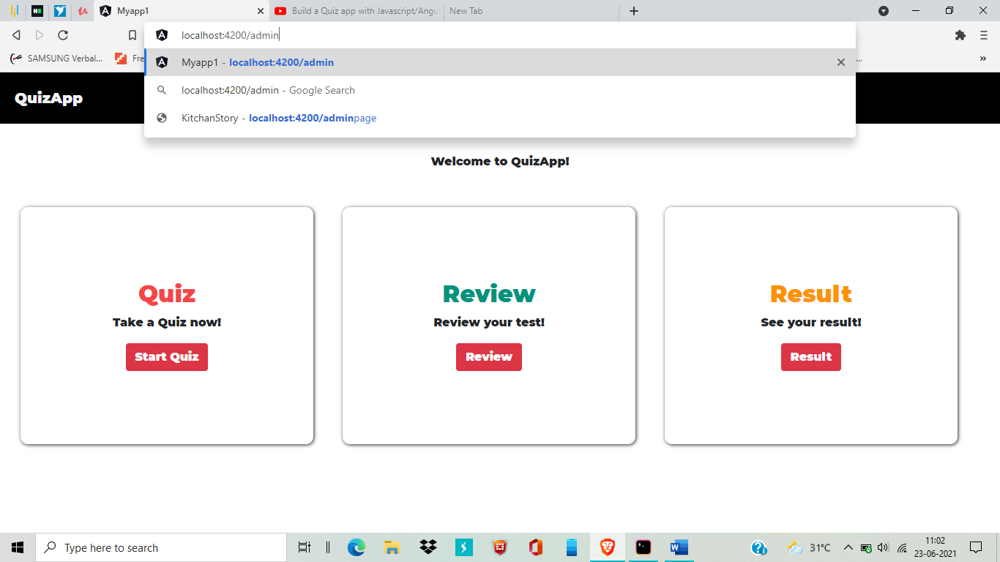 Myapp1
Build a Quiz app with Javascript/Angu
New Tab
localhost:4200/admin
SAMSUNG Verbal...
Fre
...
»
Myapp1 - localhost:4200/admin
localhost:4200/admin - Google Search
KitchanStory - localhost:4200/adminpage
QuizApp
Welcome to QuizApp!
Quiz
Take a Quiz now!
Start Quiz
Review
Review your test!
Review
Result
See your result!
Result
Type here to search
31°C
11:02
23-06-2021